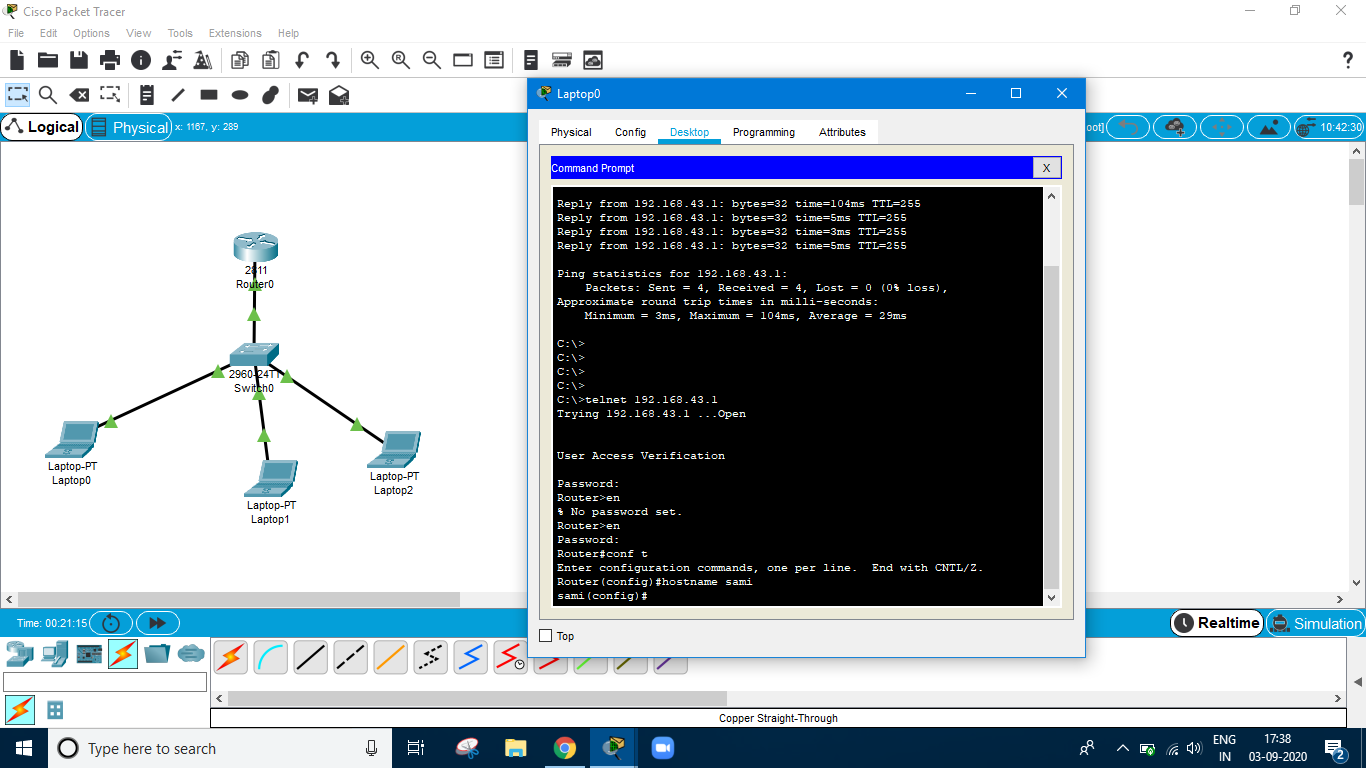 Cisco Packet Tracer
File Edit Options View Tools Extensions Help
?
Logical Physical x: 1167, y: 289
oot] 10:42:30
Laptop0
Physical Config Desktop Programming Attributes
Command Prompt X
Reply from 192.168.43.1: bytes=32 time=104ms TTL=255
Reply from 192.168.43.1: bytes=32 time=5ms TTL=255
Reply from 192.168.43.1: bytes=32 time=3ms TTL=255
Reply from 192.168.43.1: bytes=32 time=5ms TTL=255
Ping statistics for 192.168.43.1:
Packets: Sent = 4, Received = 4, Lost = 0 (0% loss),
Approximate round trip times in milli-seconds:
Minimum = 3ms, Maximum = 104ms, Average = 29ms
C:\>
C:\>
C:\>
C:\>
C:\>telnet 192.168.43.1
Trying 192.168.43.1 ...Open
User Access Verification
Password:
Router>en
% No password set.
Router>en
Password:
Router#conf t
Enter configuration commands, one per line.  End with CNTL/Z.
Router(config)#hostname sami
sami(config)#
Top
2811
Router0
2960-24TT
Switch0
Laptop-PT
Laptop0
Laptop-PT
Laptop1
Laptop-PT
Laptop2
Time: 00:21:15
Realtime Simulation
Copper Straight-Through
Type here to search
ENG
IN
17:38
03-09-2020
2